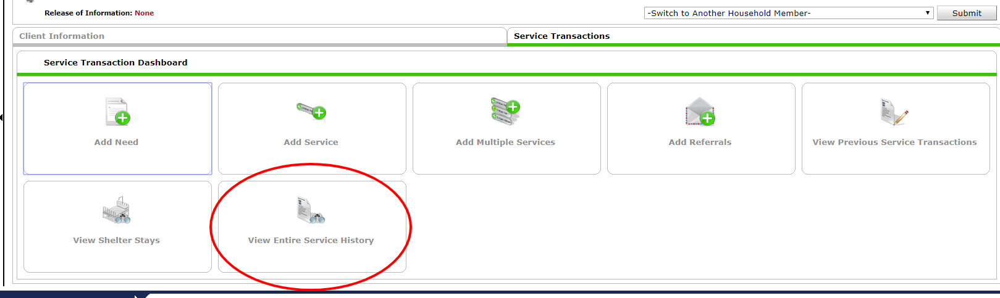 Release of Information: None
-Switch to Another Household Member-
Submit
Client Information
Service Transactions
Service Transaction Dashboard
Add Need
Add Service
Add Multiple Services
Add Referrals
View Previous Service Transactions
View Shelter Stays
View Entire Service History